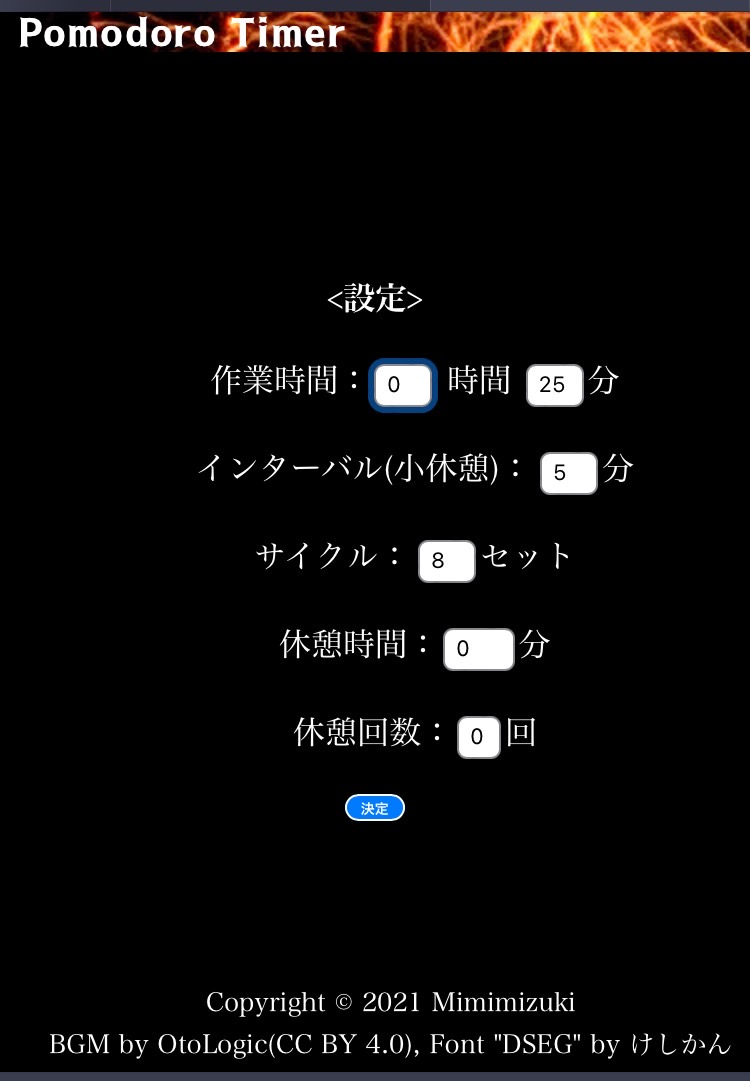 Pomodoro Timer
<設定>
作業時間： 0 時間 25 分
インターバル(小休憩)： 5 分
サイクル： 8 セット
休憩時間： 0 分
休憩回数： 0 回
決定
Copyright © 2021 Mimimizuki
BGM by OtoLogic(CC BY 4.0), Font "DSEG" by けしかん